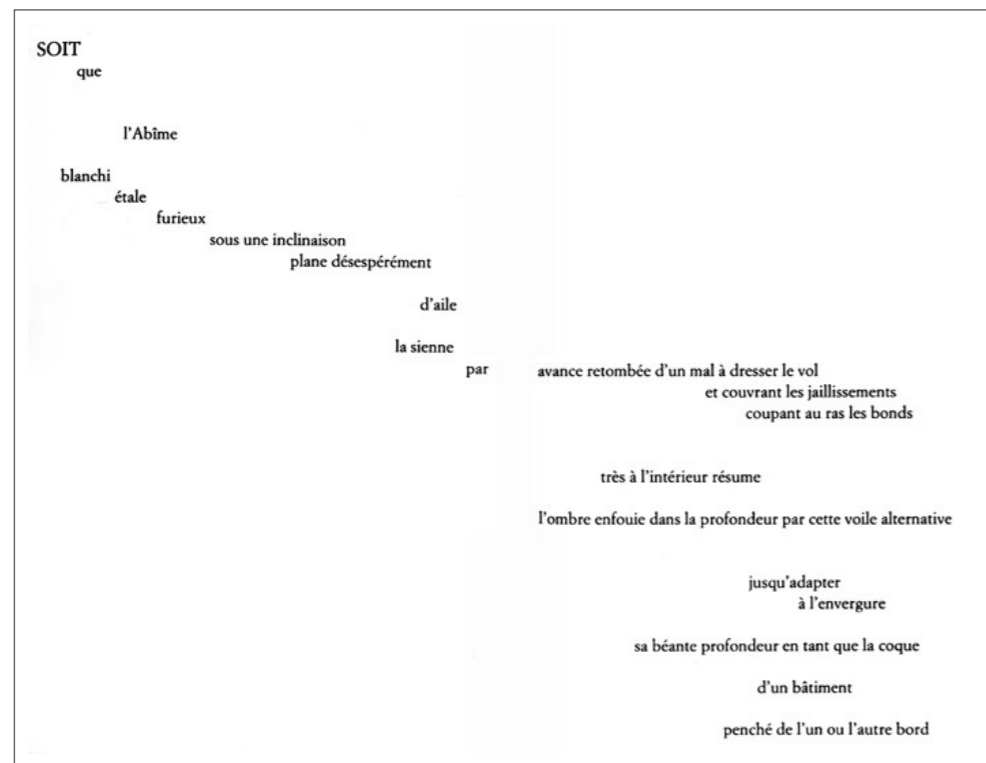 SOIT
que
l'Abîme
blanchi
étale
furieux
sous une inclinaison
plane désespérément
d'aile
la sienne
par avance retombée d'un mal à dresser le vol
et couvrant les jaillissements
coupant au ras les bonds
très à l'intérieur résume
l'ombre enfouie dans la profondeur par cette voile alternative
jusqu'adapter
à l'envergure
sa béante profondeur en tant que la coque
d'un bâtiment
penché de l'un ou l'autre bord